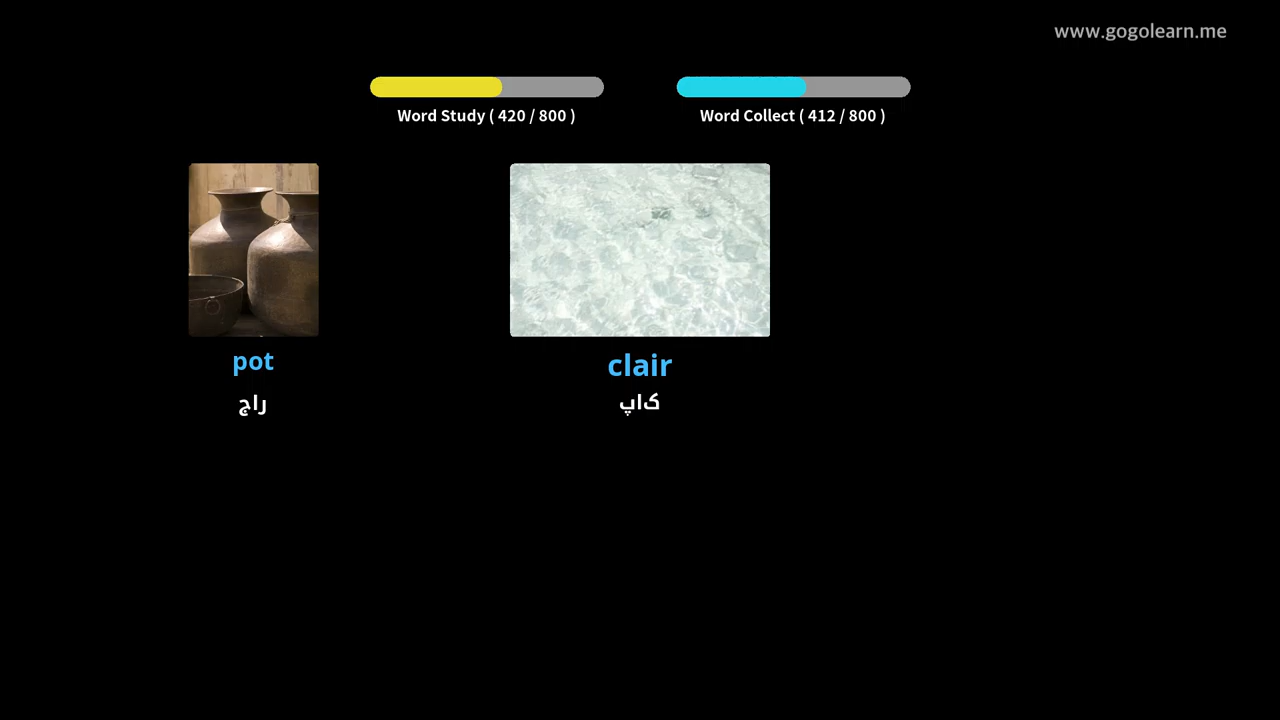 www.gogolearn.me
Word Study ( 420 / 800 )
Word Collect ( 412 / 800 )
pot
راج
clair
کاپ